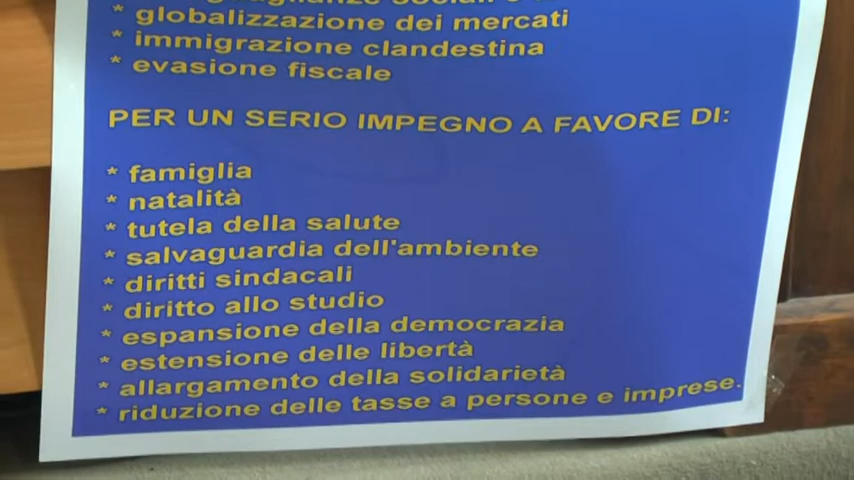 * globalizzazione dei mercati
* immigrazione clandestina
* evasione fiscale
PER UN SERIO IMPEGNO A FAVORE DI:
* famiglia
* natalità
* tutela della salute
* salvaguardia dell'ambiente
* diritti sindacali
* diritto allo studio
* espansione della democrazia
* estensione delle libertà
* allargamento della solidarietà
* riduzione delle tasse a persone e imprese.